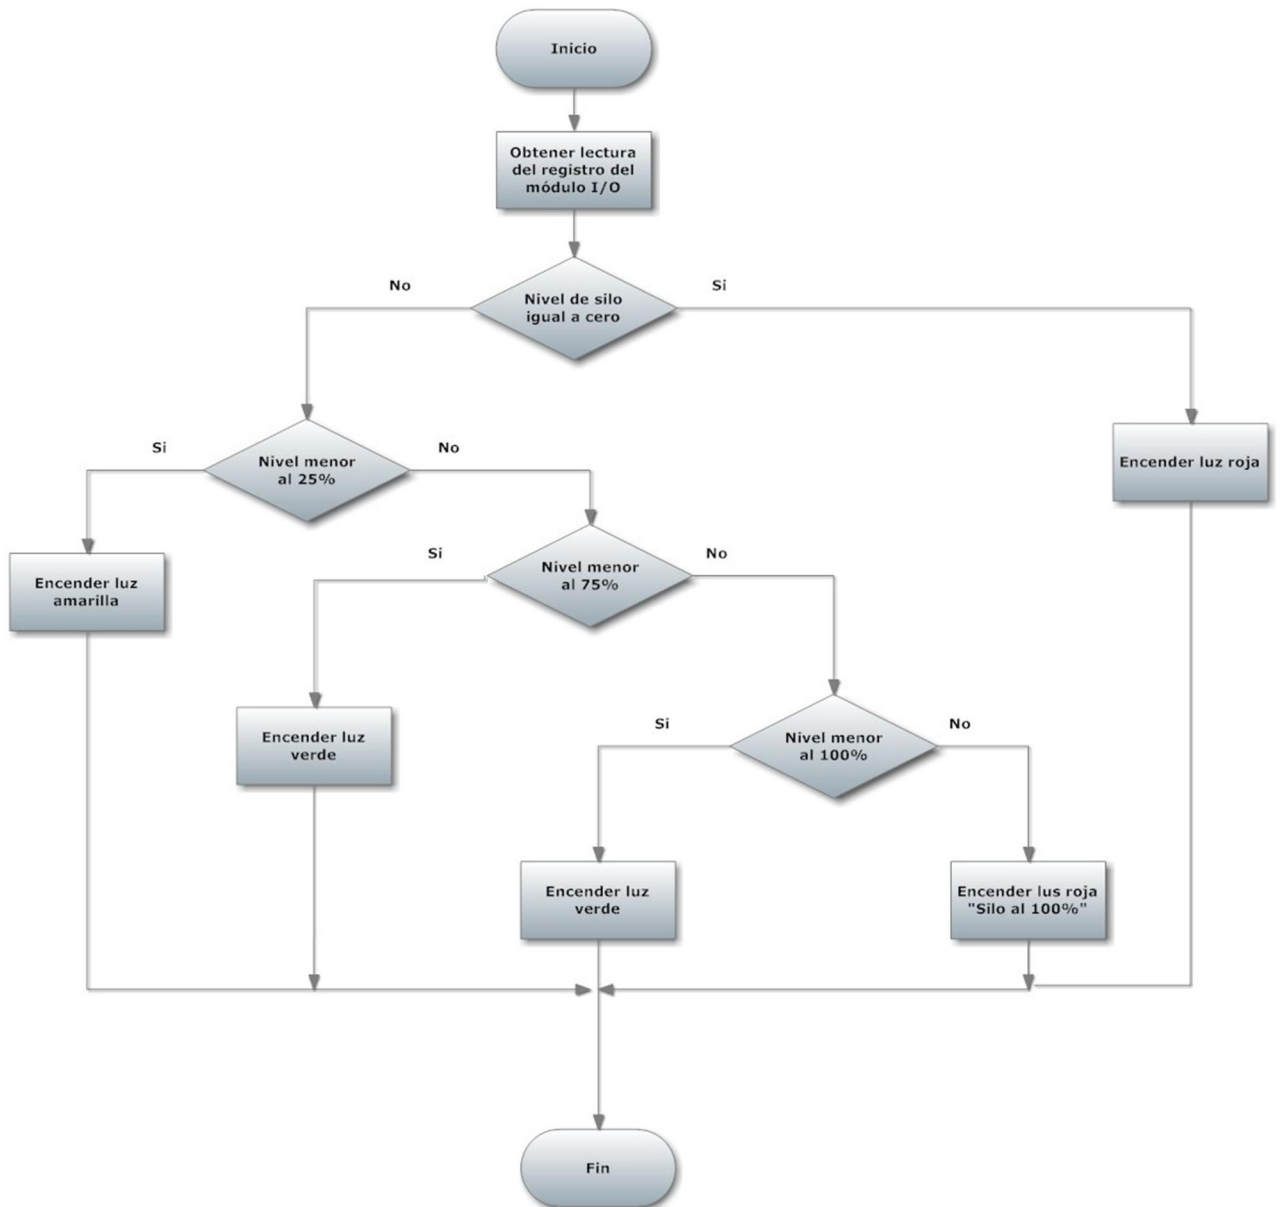 Inicio
Obtener lectura
del registro del
módulo I/O
No
Si
Nivel de silo
igual a cero
Si
No
Nivel menor
al 25%
Encender luz roja
Si
No
Nivel menor
al 75%
Encender luz
amarilla
Si
No
Nivel menor
al 100%
Encender luz
verde
Encender luz
verde
Encender lus roja
"Silo al 100%"
Fin